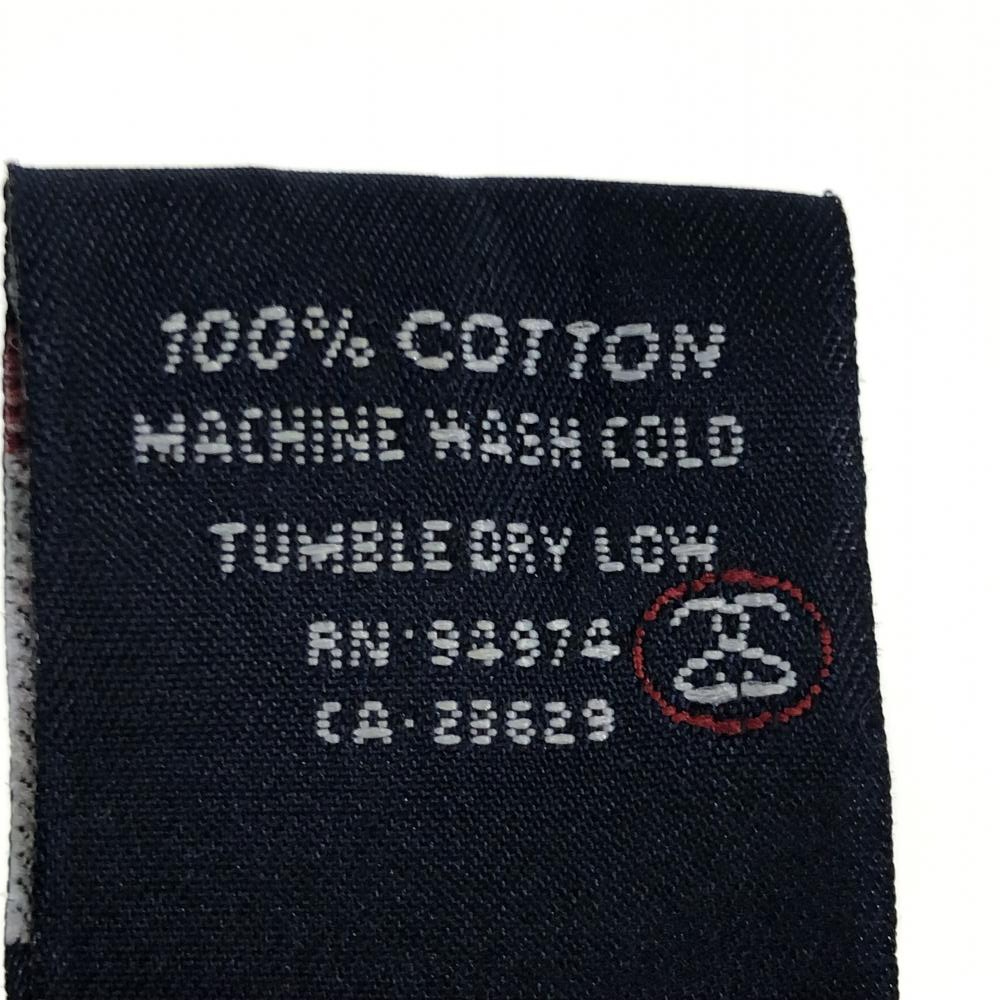 100% COTTON
MACHINE WASH COLD
TUMBLE DRY LOW
RN·94974
CA·28629